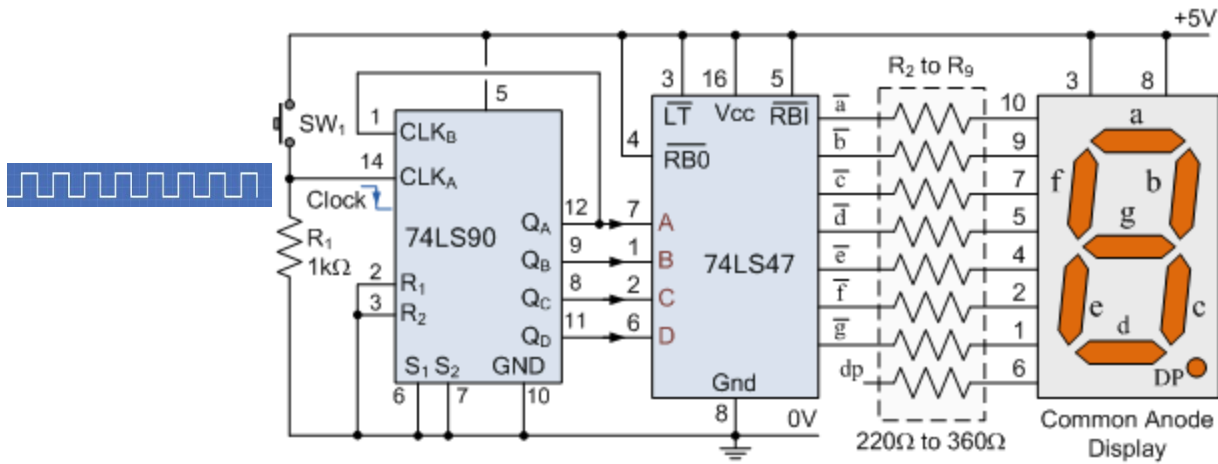 +5V
SW1
R1
1kΩ
Clock
1 CLKB
14 CLKA
5
74LS90
12 QA
9 QB
8 QC
11 QD
2 R1
3 R2
S1 S2 GND
6 7 10
3 16 5
LT Vcc RBI
4 RB0
7 A
1 B
2 C
6 D
74LS47
Gnd
8
0V
a
b
c
d
e
f
g
dp
R2 to R9
220Ω to 360Ω
3 8
10
9
7
5
4
2
1
6
a
f b
g
e c
d
DP
Common Anode
Display